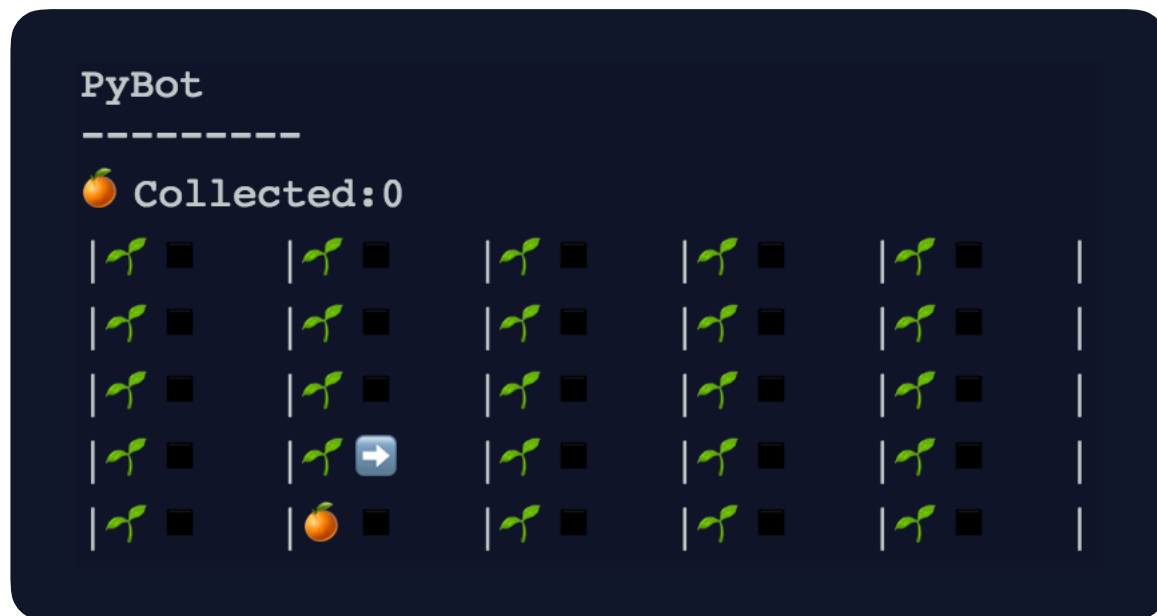 PyBot
---------
🍊 Collected:0
|🌱 ◾ |🌱 ◾ |🌱 ◾ |🌱 ◾ |🌱 ◾ |
|🌱 ◾ |🌱 ◾ |🌱 ◾ |🌱 ◾ |🌱 ◾ |
|🌱 ◾ |🌱 ◾ |🌱 ◾ |🌱 ◾ |🌱 ◾ |
|🌱 ◾ |🌱 ➡️ |🌱 ◾ |🌱 ◾ |🌱 ◾ |
|🌱 ◾ |🍊 ◾ |🌱 ◾ |🌱 ◾ |🌱 ◾ |